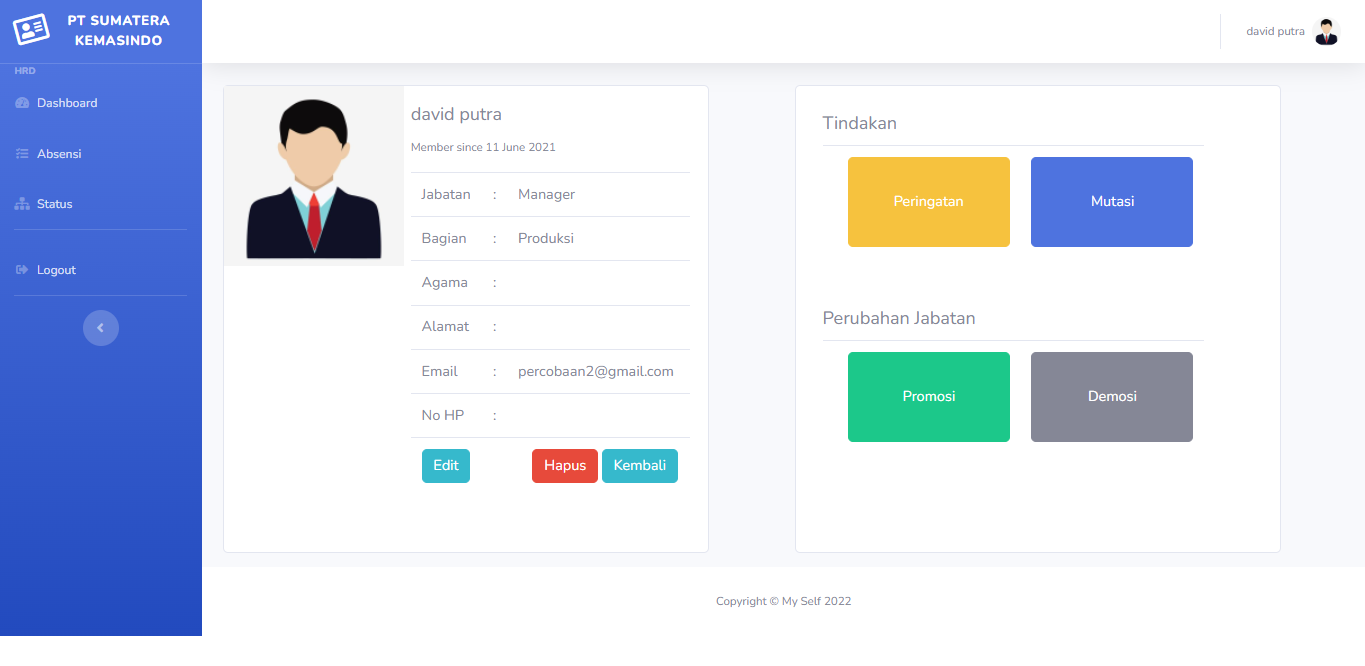 PT SUMATERA
KEMASINDO
HRD
Dashboard
Absensi
Status
Logout
david putra
david putra
Member since 11 June 2021
Jabatan : Manager
Bagian : Produksi
Agama :
Alamat :
Email : percobaan2@gmail.com
No HP :
Edit Hapus Kembali
Tindakan
Peringatan Mutasi
Perubahan Jabatan
Promosi Demosi
Copyright © My Self 2022